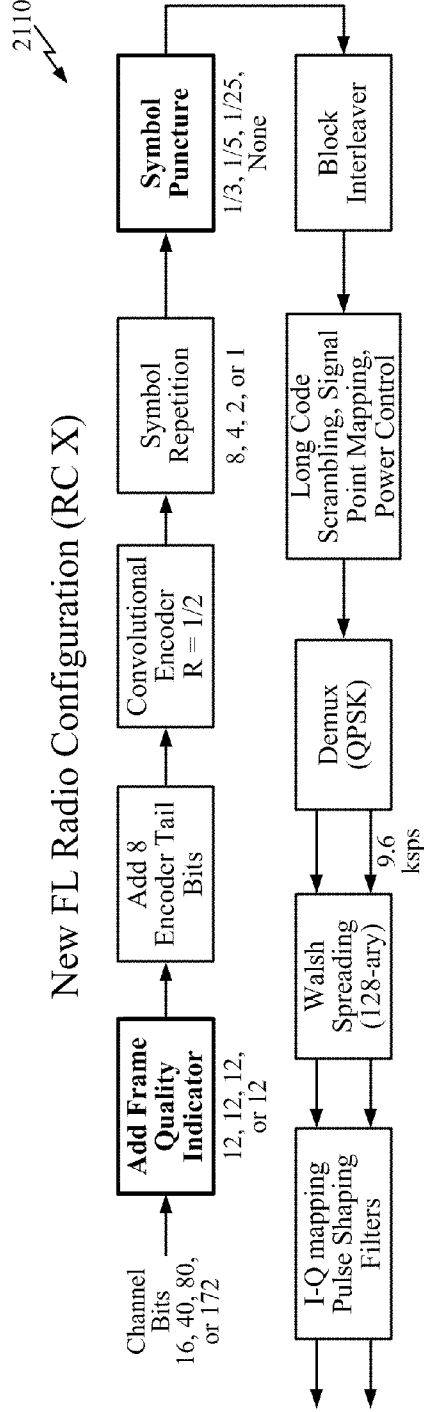 2110
New FL Radio Configuration (RC X)
Channel
Bits
16, 40, 80,
or 172
Add Frame
Quality
Indicator
12, 12, 12,
or 12
Add 8
Encoder Tail
Bits
Convolutional
Encoder
R = 1/2
Symbol
Repetition
8, 4, 2, or 1
Symbol
Puncture
1/3, 1/5, 1/25,
None
Block
Interleaver
Long Code
Scrambling, Signal
Point Mapping,
Power Control
Demux
(QPSK)
9.6
ksps
Walsh
Spreading
(128-ary)
I-Q mapping
Pulse Shaping
Filters